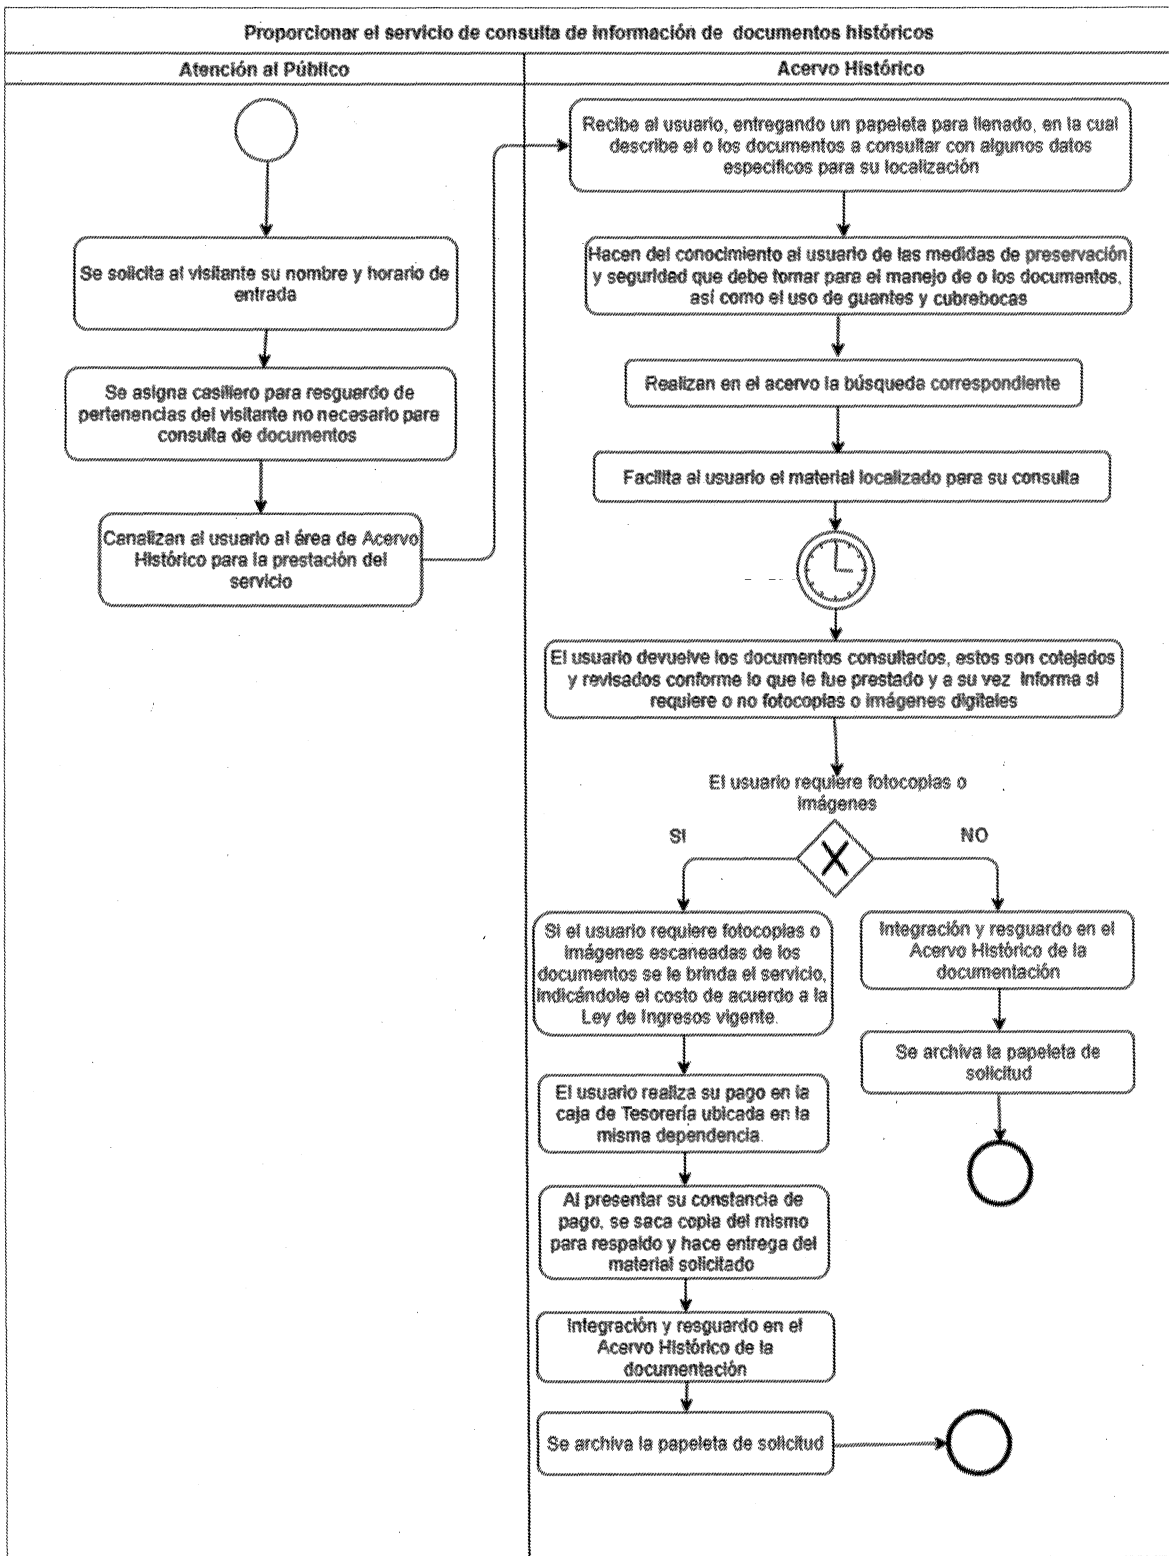 Proporcionar el servicio de consulta de información de documentos históricos
Atención al Público
Acervo Histórico
Se solicita al visitante su nombre y horario de
entrada
Se asigna casillero para resguardo de
pertenencias del visitante no necesario para
consulta de documentos
Canalizan al usuario al área de Acervo
Histórico para la prestación del
servicio
Recibe al usuario, entregando un papeleta para llenado, en la cual
describe el o los documentos a consultar con algunos datos
especificos para su localización
Hacen del conocimiento al usuario de las medidas de preservación
y seguridad que debe tomar para el manejo de o los documentos,
así como el uso de guantes y cubrebocas
Realizan en el acervo la búsqueda correspondiente
Facilita al usuario el material localizado para su consulta
El usuario devuelve los documentos consultados, estos son cotejados
y revisados conforme lo que le fue prestado y a su vez informa si
requiere o no fotocopias o imágenes digitales
El usuario requiere fotocopias o
imágenes
SI
NO
Si el usuario requiere fotocopias o
imágenes escaneadas de los
documentos se le brinda el servicio,
indicándole el costo de acuerdo a la
Ley de Ingresos vigente.
El usuario realiza su pago en la
caja de Tesorería ubicada en la
misma dependencia.
Al presentar su constancia de
pago, se saca copia del mismo
para respaldo y hace entrega del
material solicitado
Integración y resguardo en el
Acervo Histórico de la
documentación
Se archiva la papeleta de solicitud
Integración y resguardo en el
Acervo Histórico de la
documentación
Se archiva la papeleta de
solicitud